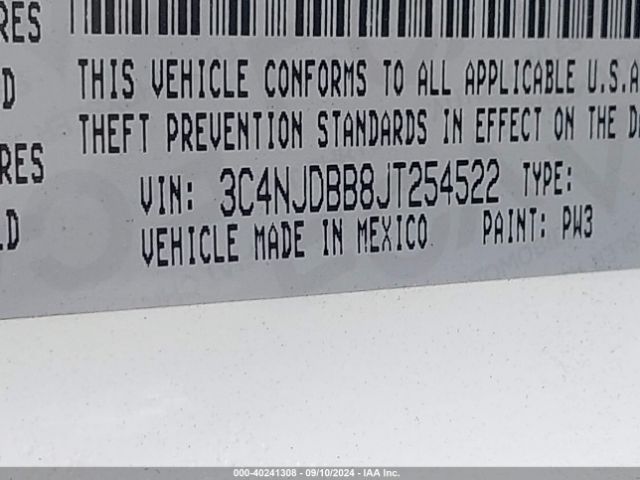 RES
D
RES
LD
THIS VEHICLE CONFORMS TO ALL APPLICABLE U.S.A
THEFT PREVENTION STANDARDS IN EFFECT ON THE DA
VIN: 3C4NJDBB8JT254522 TYPE:
VEHICLE MADE IN MEXICO PAINT: PW3
000-40241308 - 09/10/2024 - IAA Inc.